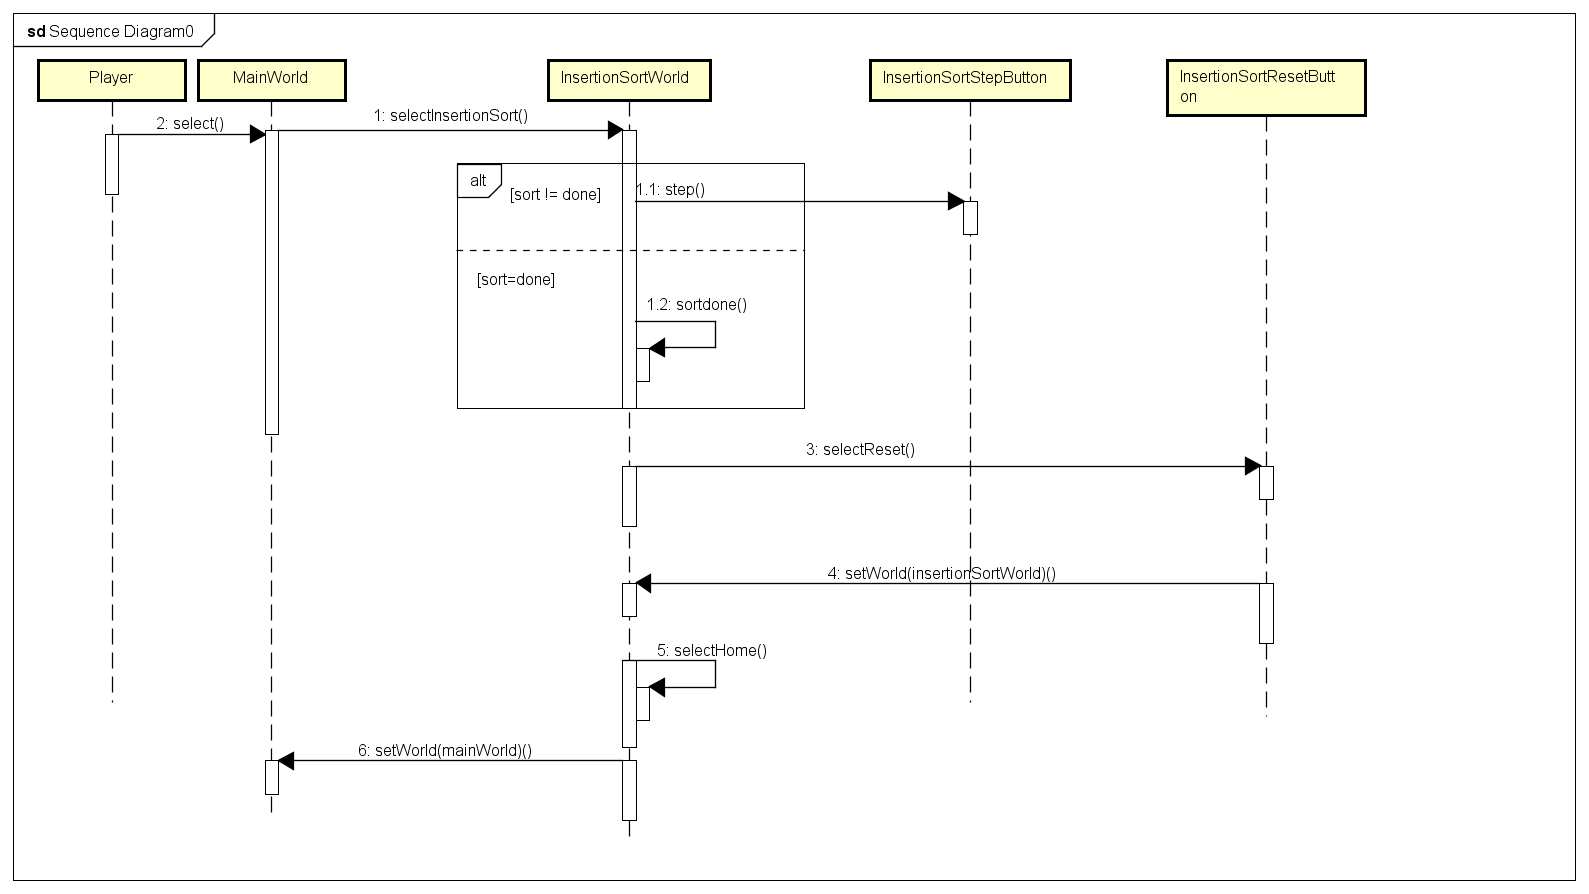 sd Sequence Diagram0
Player
MainWorld
InsertionSortWorld
InsertionSortStepButton
InsertionSortResetButt
on
2: select()
1: selectInsertionSort()
alt
[sort != done]
1.1: step()
[sort=done]
1.2: sortdone()
3: selectReset()
4: setWorld(insertionSortWorld)()
5: selectHome()
6: setWorld(mainWorld)()